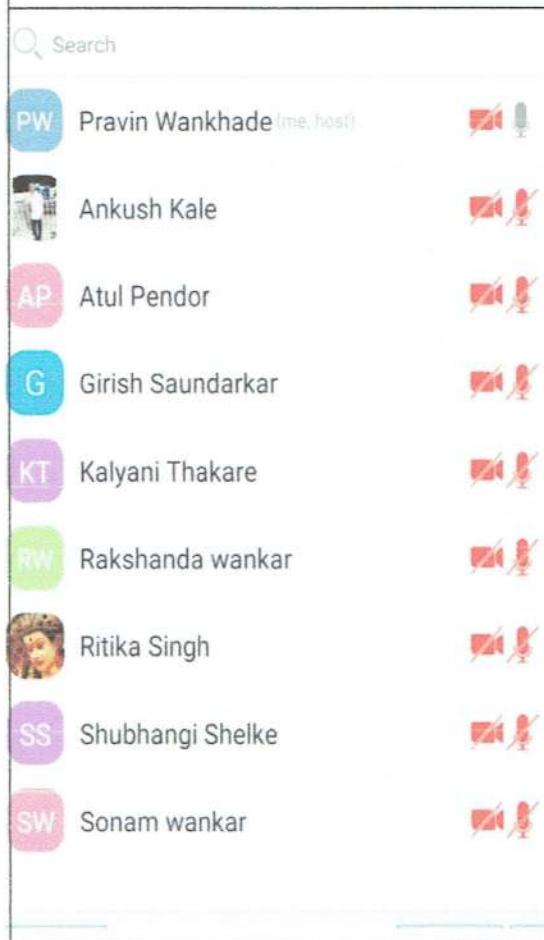 Search
PW Pravin Wankhade (me, host)
Ankush Kale
AP Atul Pendor
G Girish Saundarkar
KT Kalyani Thakare
RW Rakshanda wankar
Ritika Singh
SS Shubhangi Shelke
SW Sonam wankar